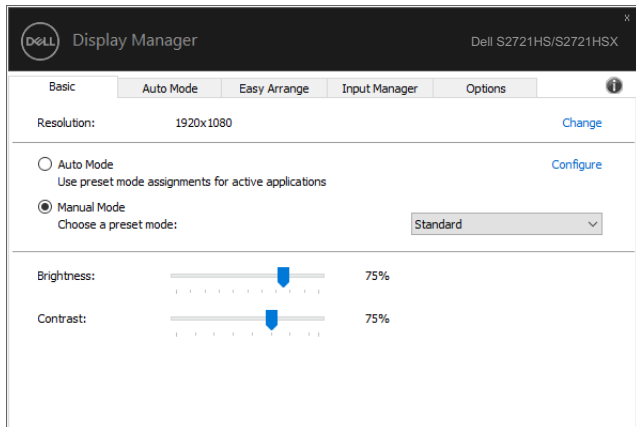 x
DELL Display Manager Dell S2721HS/S2721HSX
Basic Auto Mode Easy Arrange Input Manager Options i
Resolution: 1920x1080 Change
Auto Mode Configure
Use preset mode assignments for active applications
Manual Mode
Choose a preset mode: Standard
Brightness: 75%
Contrast: 75%